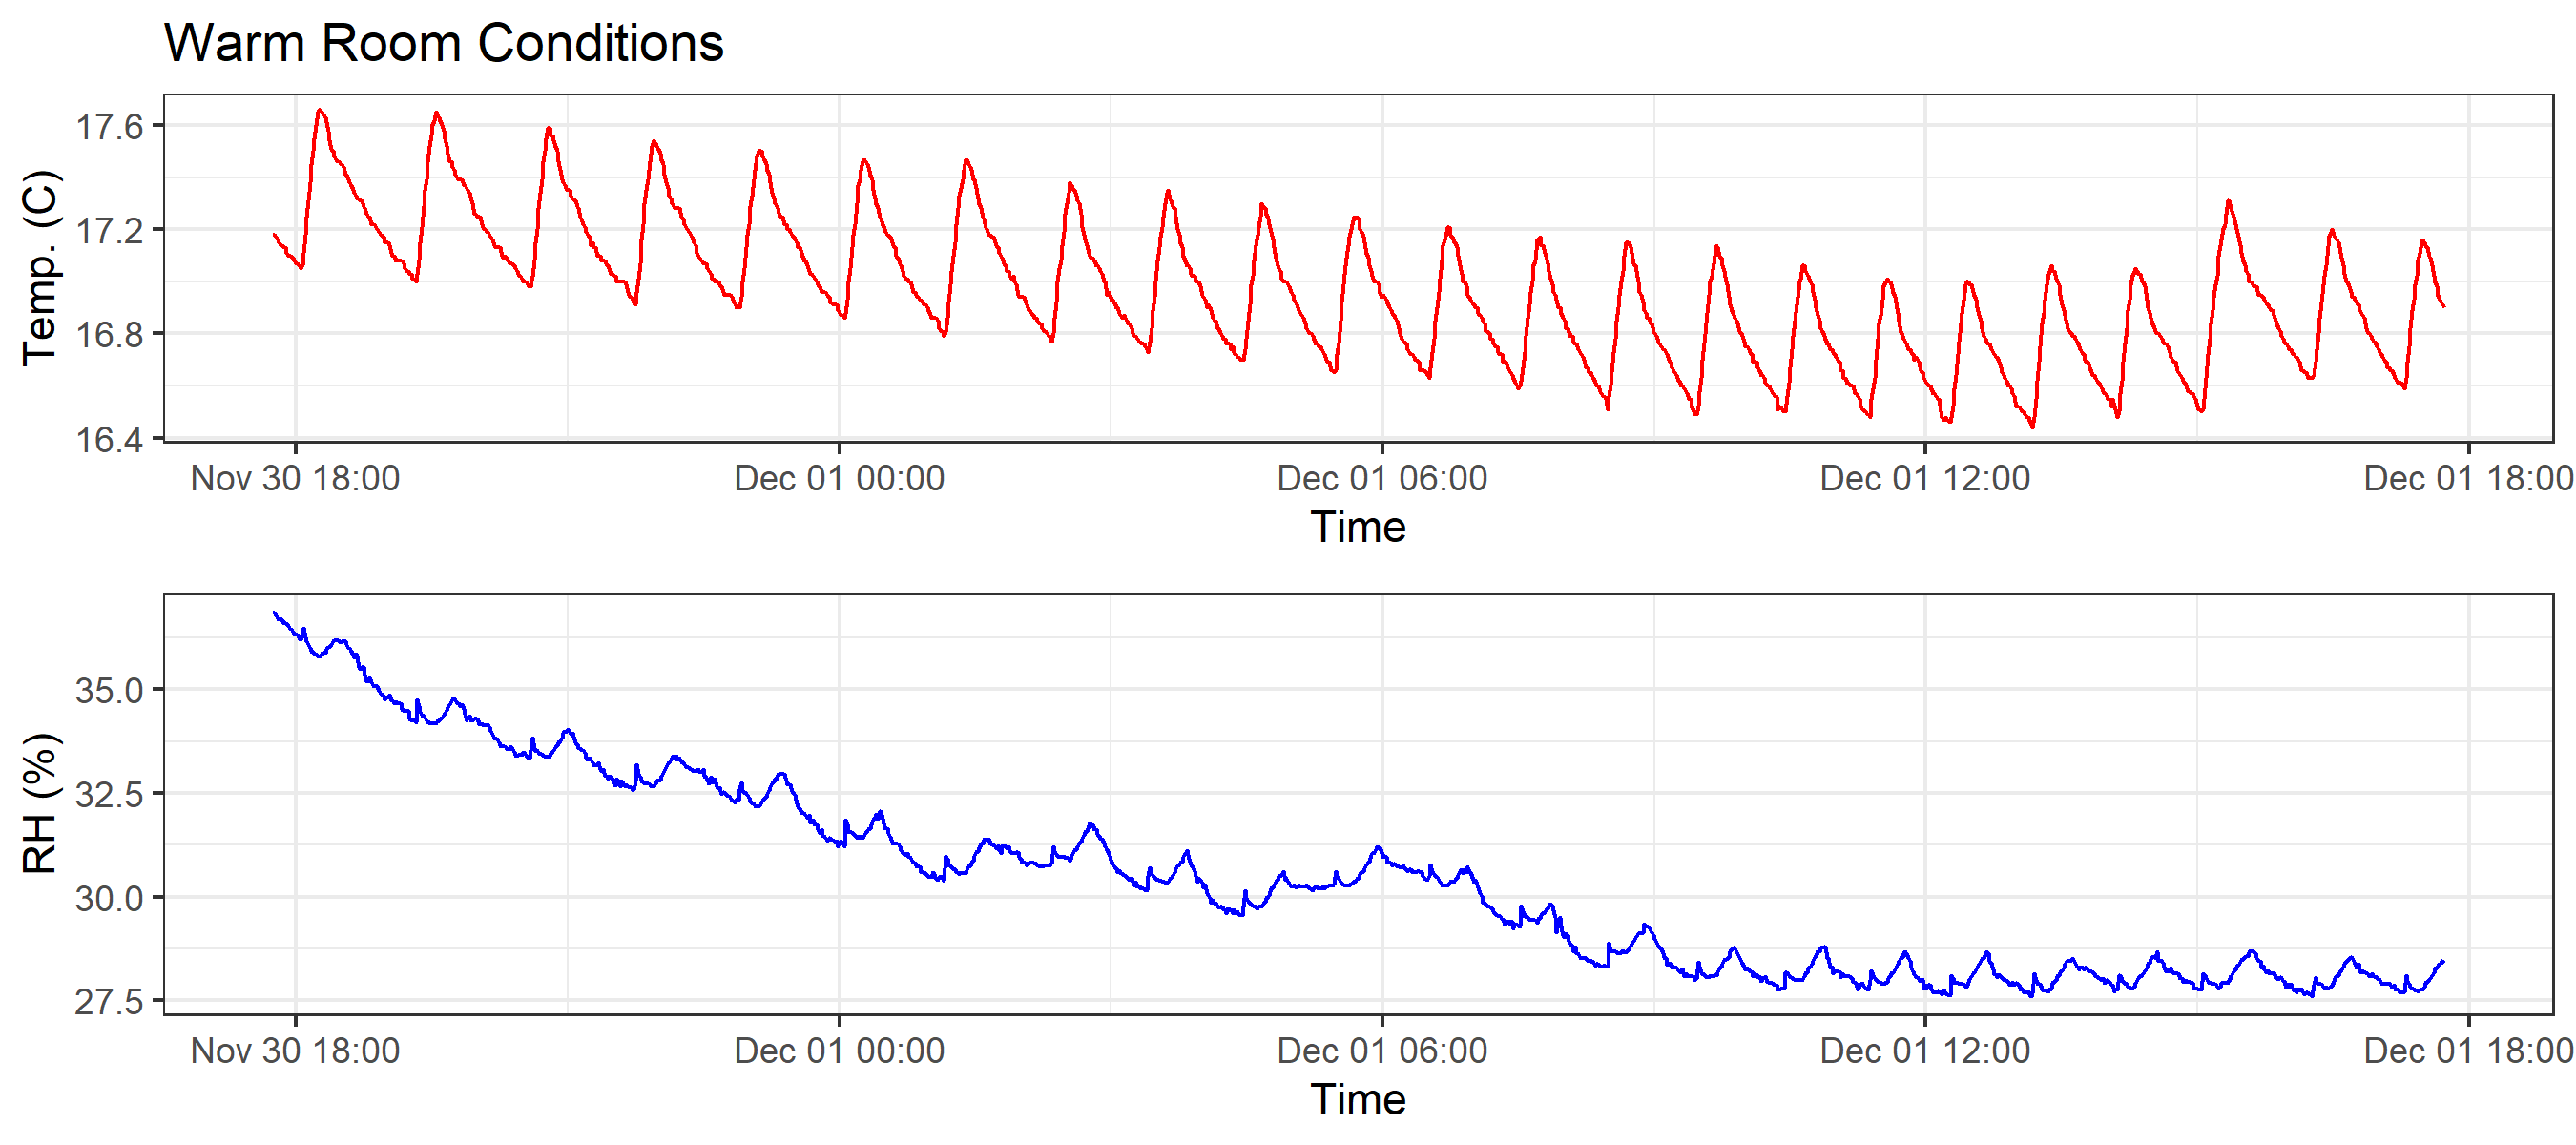 Warm Room Conditions
Temp. (C)
17.6
17.2
16.8
16.4
Nov 30 18:00 Dec 01 00:00 Dec 01 06:00 Dec 01 12:00 Dec 01 18:00
Time
RH (%)
35.0
32.5
30.0
27.5
Nov 30 18:00 Dec 01 00:00 Dec 01 06:00 Dec 01 12:00 Dec 01 18:00
Time